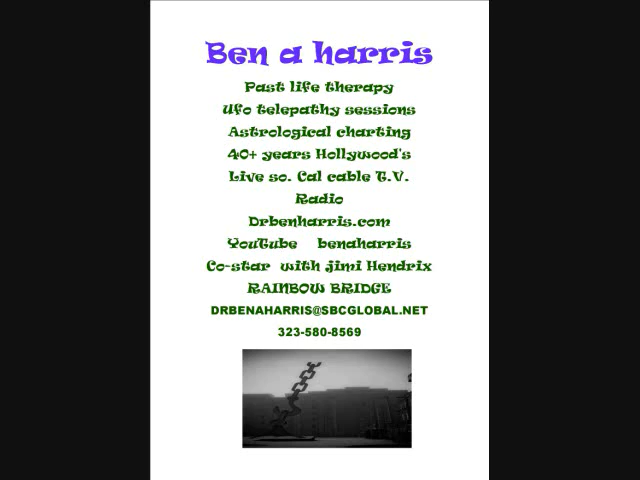 Ben a harris
Past life therapy
Ufo telepathy sessions
Astrological charting
40+ years Hollywood's
Live so. Cal cable T.V.
Radio
Drbenharris.com
YouTube benaharris
Co-star with jimi Hendrix
RAINBOW BRIDGE
DRBENAHARRIS@SBCGLOBAL.NET
323-580-8569